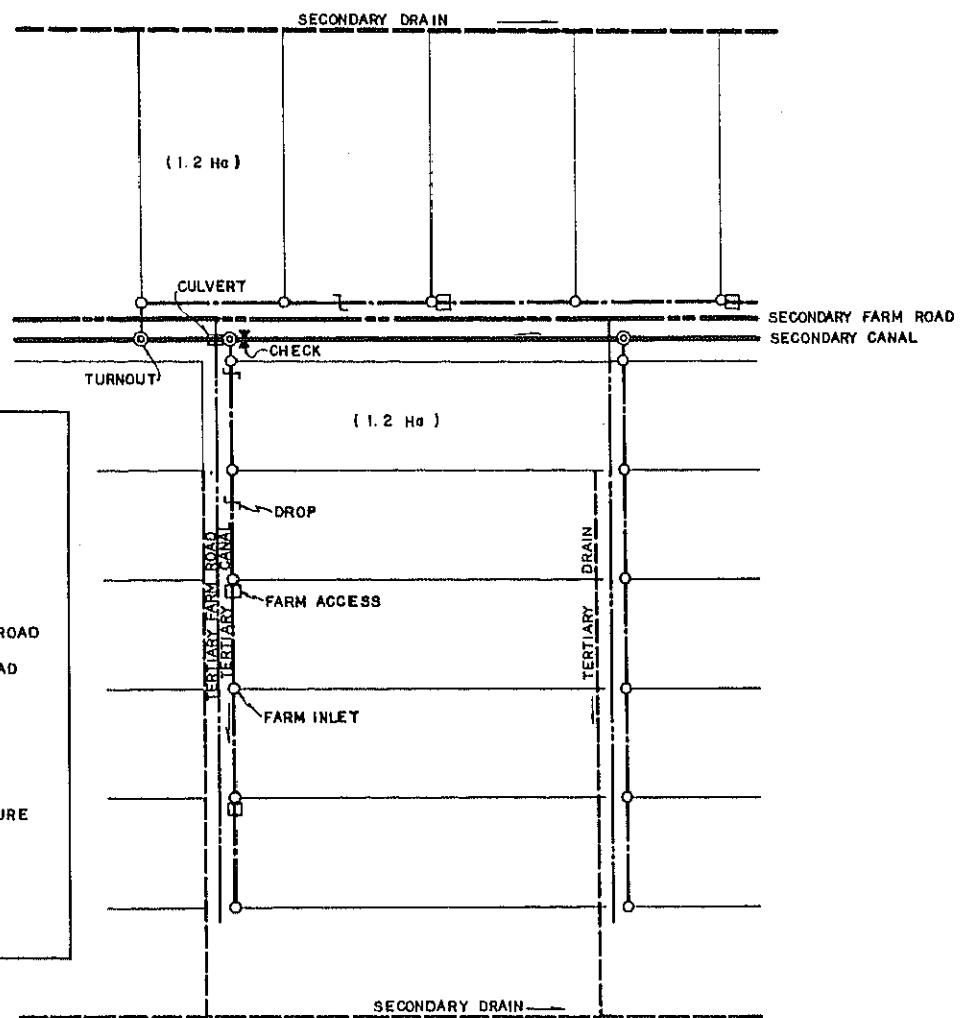 SECONDARY DRAIN
(1.2 Ha)
CULVERT
SECONDARY FARM ROAD
SECONDARY CANAL
CHECK
TURNOUT
(1.2 Ha)
DROP
TERTIARY FARM ROAD
TERTIARY CANAL
TERTIARY DRAIN
FARM ACCESS
ROAD
AD
FARM INLET
URE
SECONDARY DRAIN